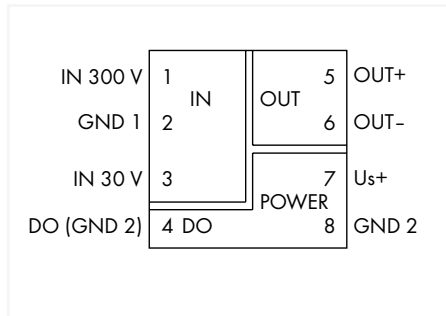 IN 300 V 1 5 OUT+
IN OUT
GND 1 2 6 OUT–
IN 30 V 3 7 Us+
POWER
DO (GND 2) 4 DO 8 GND 2